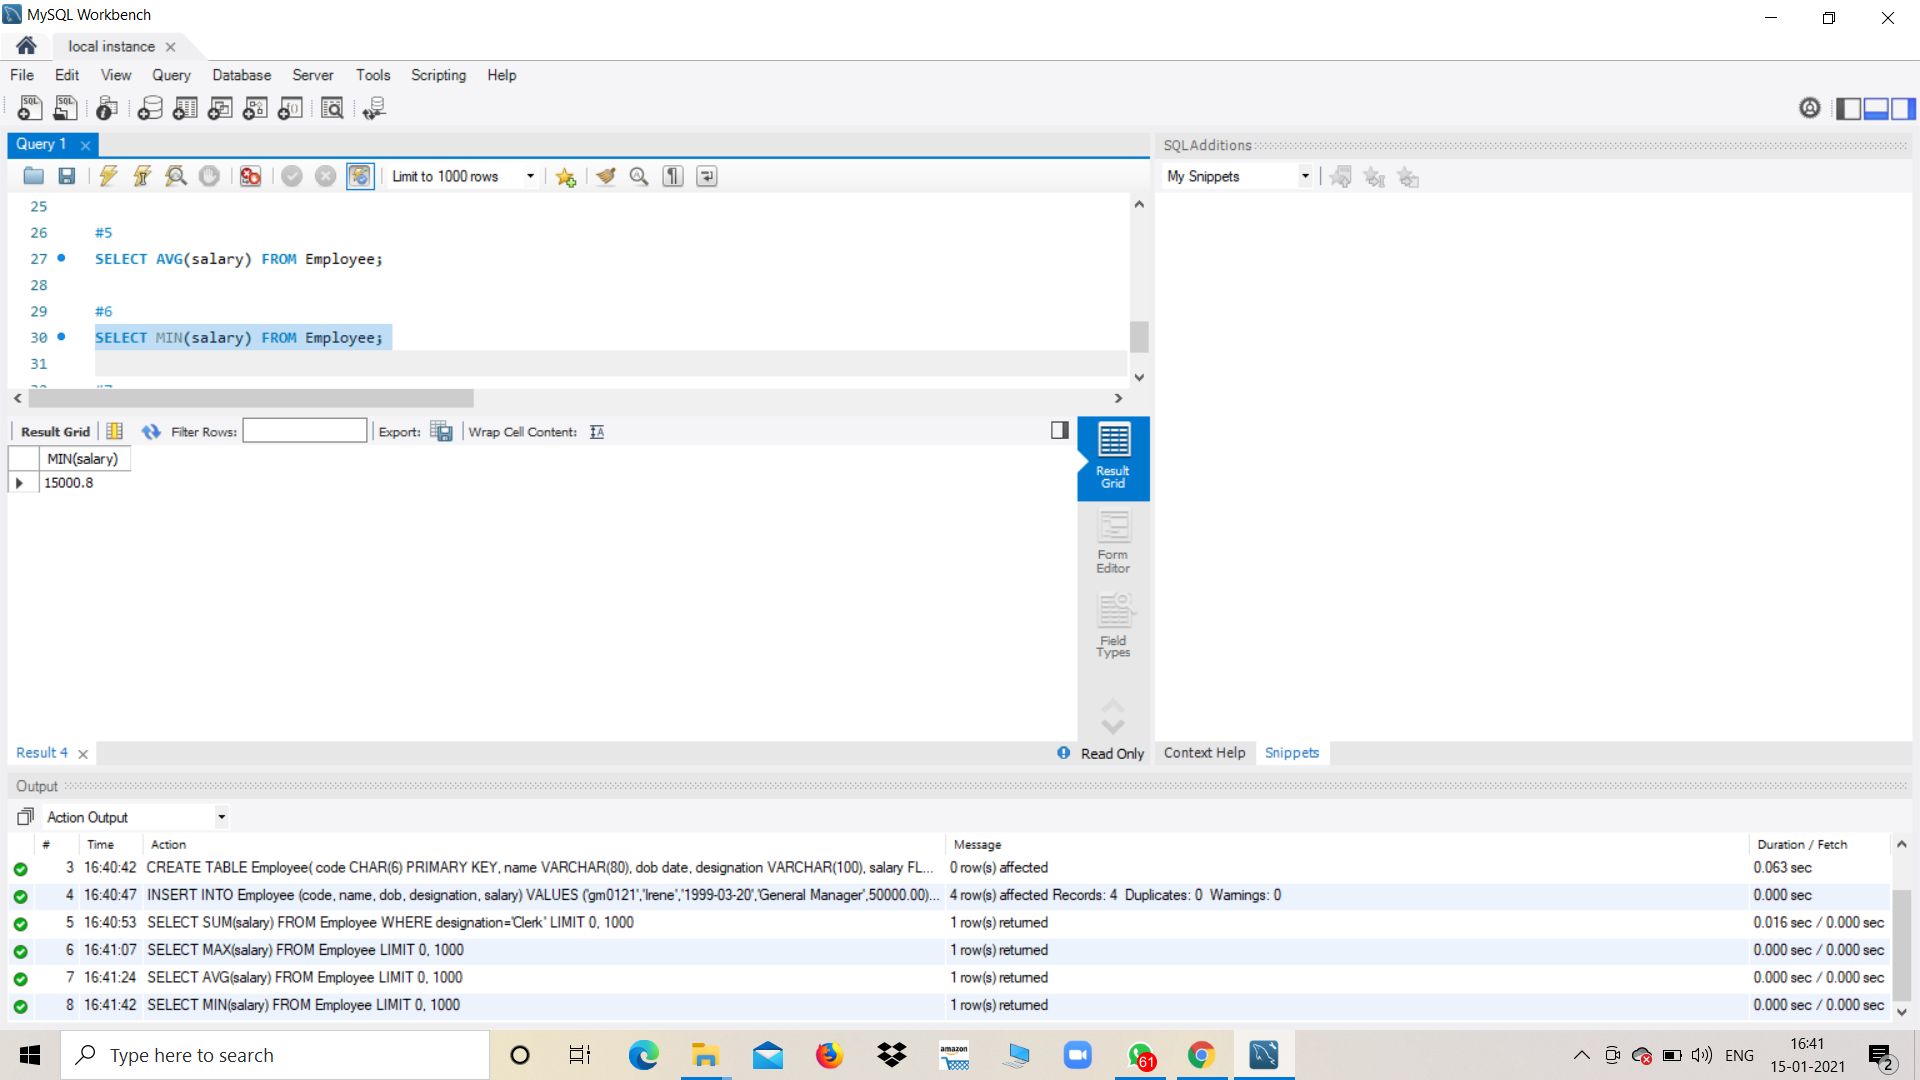 MySQL Workbench
local instance
File Edit View Query Database Server Tools Scripting Help
Query 1
SQLAdditions
Limit to 1000 rows
My Snippets
25
26 #5
27 SELECT AVG(salary) FROM Employee;
28
29 #6
30 SELECT MIN(salary) FROM Employee;
31
Result Grid Filter Rows: Export: Wrap Cell Content:
MIN(salary)
15000.8
Result
Grid
Form
Editor
Field
Types
Result 4
Read Only
Context Help Snippets
Output
Action Output
# Time Action Message Duration / Fetch
3 16:40:42 CREATE TABLE Employee( code CHAR(6) PRIMARY KEY, name VARCHAR(80), dob date, designation VARCHAR(100), salary FL... 0 row(s) affected 0.063 sec
4 16:40:47 INSERT INTO Employee (code, name, dob, designation, salary) VALUES ('gm0121','Irene','1999-03-20','General Manager',50000.00)... 4 row(s) affected Records: 4 Duplicates: 0 Warnings: 0 0.000 sec
5 16:40:53 SELECT SUM(salary) FROM Employee WHERE designation='Clerk' LIMIT 0, 1000 1 row(s) returned 0.016 sec / 0.000 sec
6 16:41:07 SELECT MAX(salary) FROM Employee LIMIT 0, 1000 1 row(s) returned 0.000 sec / 0.000 sec
7 16:41:24 SELECT AVG(salary) FROM Employee LIMIT 0, 1000 1 row(s) returned 0.000 sec / 0.000 sec
8 16:41:42 SELECT MIN(salary) FROM Employee LIMIT 0, 1000 1 row(s) returned 0.000 sec / 0.000 sec
Type here to search
amazon
61
ENG
16:41
15-01-2021
2